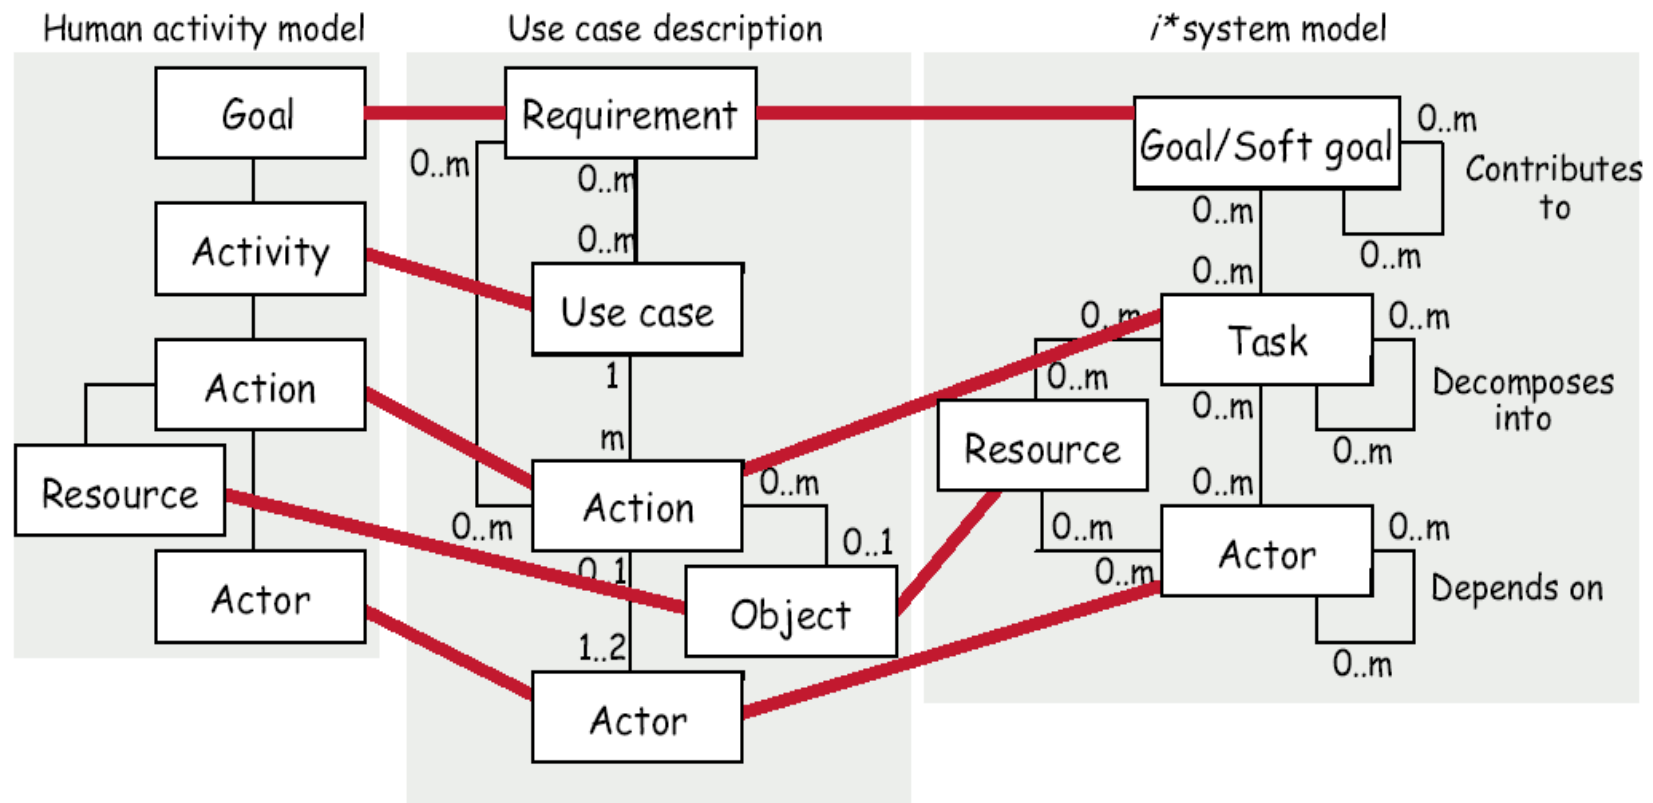 Human activity model
Goal
Activity
Action
Resource
Actor
Use case description
Requirement
0..m
0..m
0..m
Use case
1
m
Action
0..m
0..m
0..1
0..1
Object
1..2
Actor
i* system model
Goal/Soft goal
0..m
Contributes
to
0..m
0..m
0..m
0..m
Task
0..m
0..m
Decomposes
into
0..m
0..m
Resource
0..m
0..m
0..m
Actor
0..m
Depends on
0..m